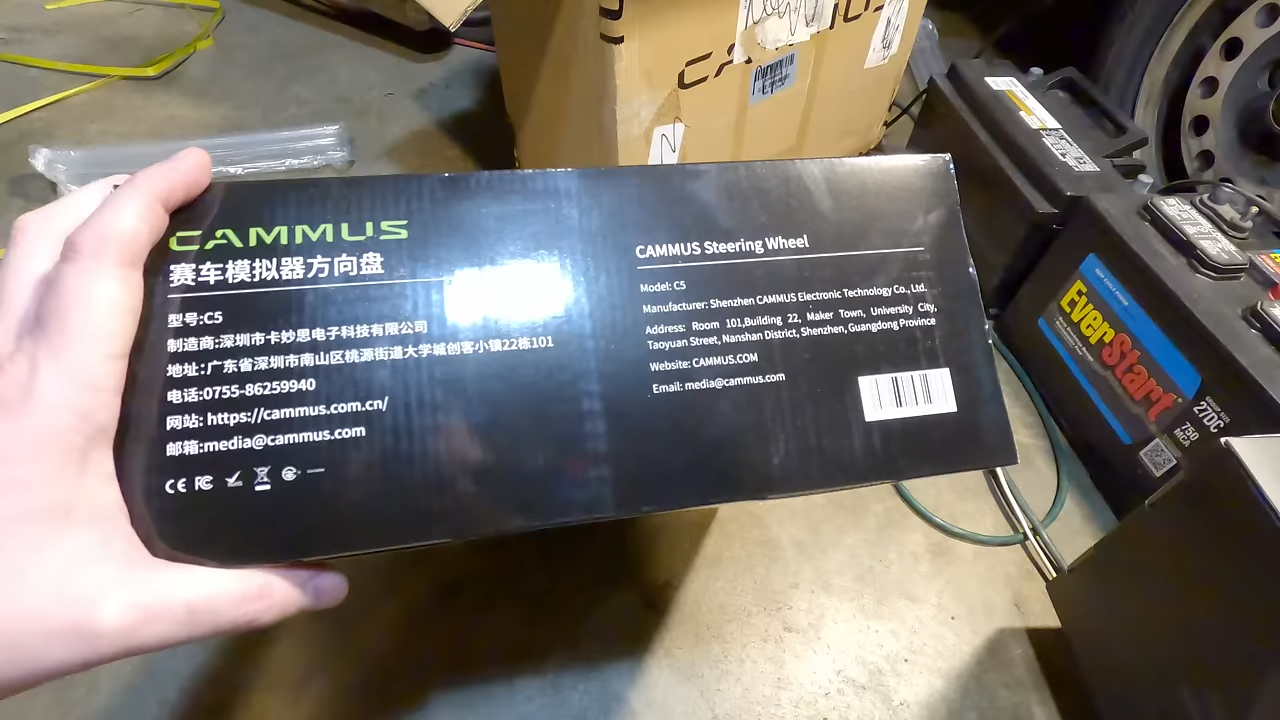 CAMMUS
CAMMUS
赛车模拟器方向盘
型号:C5
制造商:深圳市卡妙思电子科技有限公司
地址:广东省深圳市南山区桃源街道大学城创客小镇22栋101
电话:0755-86259940
网站: https://cammus.com.cn/
邮箱:media@cammus.com
CE FC
CAMMUS Steering Wheel
Model: C5
Manufacturer: Shenzhen CAMMUS Electronic Technology Co., Ltd.
Address: Room 101,Building 22, Maker Town, University City,
Taoyuan Street, Nanshan District, Shenzhen, Guangdong Province
Website: CAMMUS.COM
Email: media@cammus.com
EverStart
GROUP SIZE
27DC
750
MCA